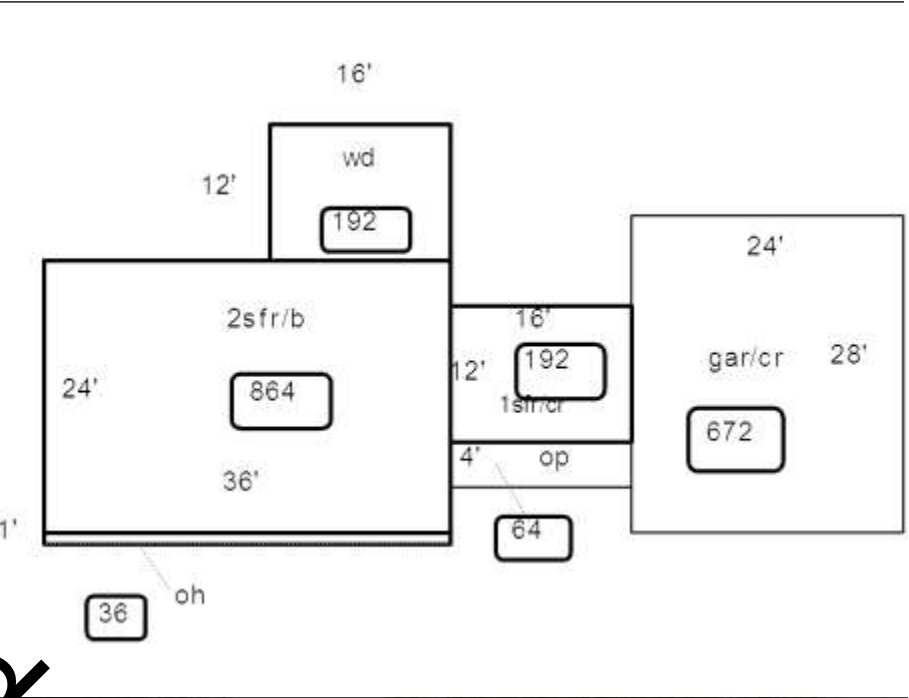 16'
wd
12'
192
24'
2sfr/b
16'
192
gar/cr
28'
12'
24'
864
1sfr/cr
672
4'
op
36'
1'
64
oh
36